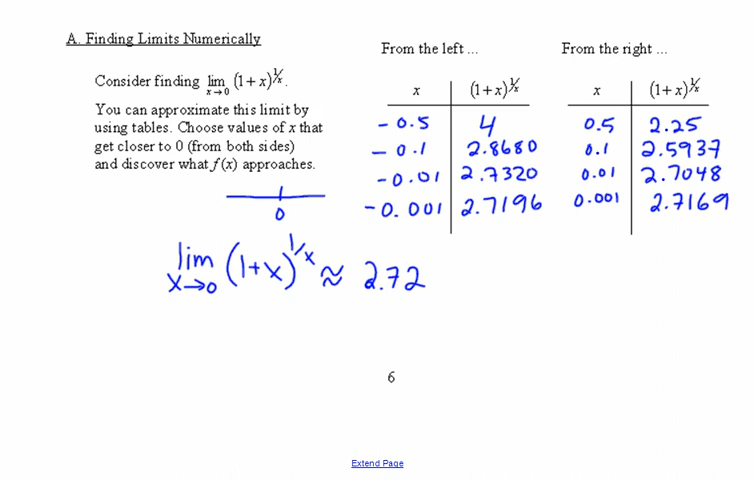 A. Finding Limits Numerically
Consider finding lim x→0 (1 + x)^1/x.
You can approximate this limit by
using tables. Choose values of x that
get closer to 0 (from both sides)
and discover what f(x) approaches.
0
From the left ...
x (1 + x)^1/x
-0.5 4
-0.1 2.8680
-0.01 2.7320
-0.001 2.7196
From the right ...
x (1 + x)^1/x
0.5 2.25
0.1 2.5937
0.01 2.7048
0.001 2.7169
lim x→0 (1+x)^1/x ≈ 2.72
6
Extend Page